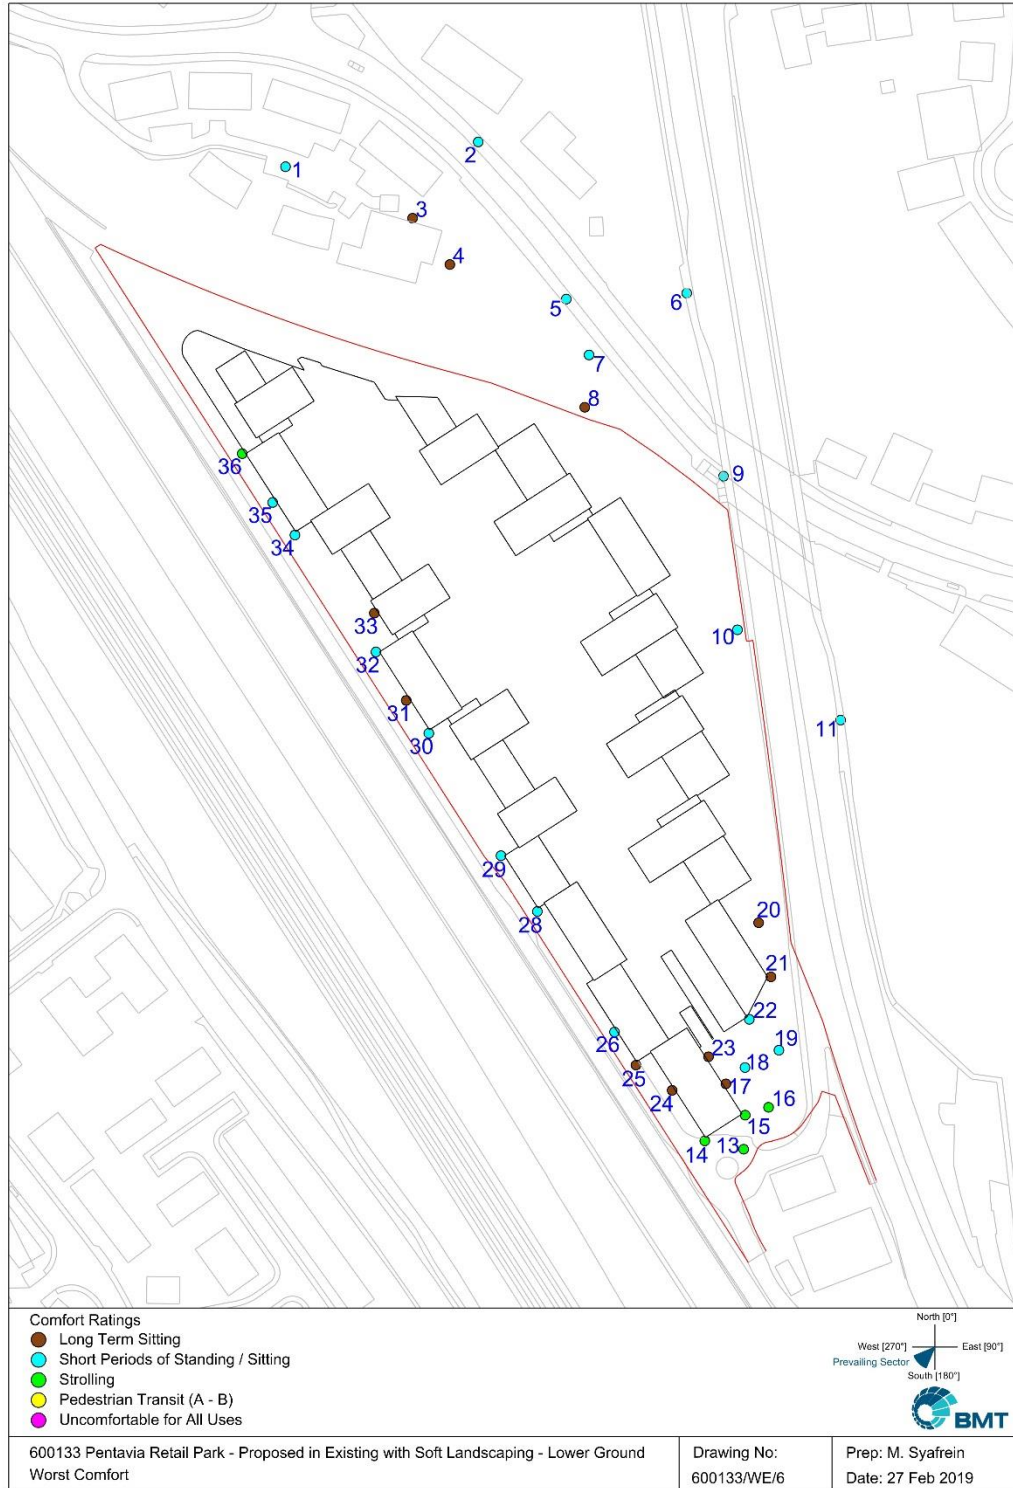 1
2
3
4
5
6
7
8
9
10
11
36
35
34
33
32
31
30
29
28
26
25
24
23
20
21
22
19
18
17
16
15
14
13
Comfort Ratings
Long Term Sitting
Short Periods of Standing / Sitting
Strolling
Pedestrian Transit (A - B)
Uncomfortable for All Uses
North [0°]
West [270°]
East [90°]
Prevailing Sector
South [180°]
BMT
600133 Pentavia Retail Park - Proposed in Existing with Soft Landscaping - Lower Ground
Worst Comfort
Drawing No:
600133/WE/6
Prep: M. Syafrein
Date: 27 Feb 2019